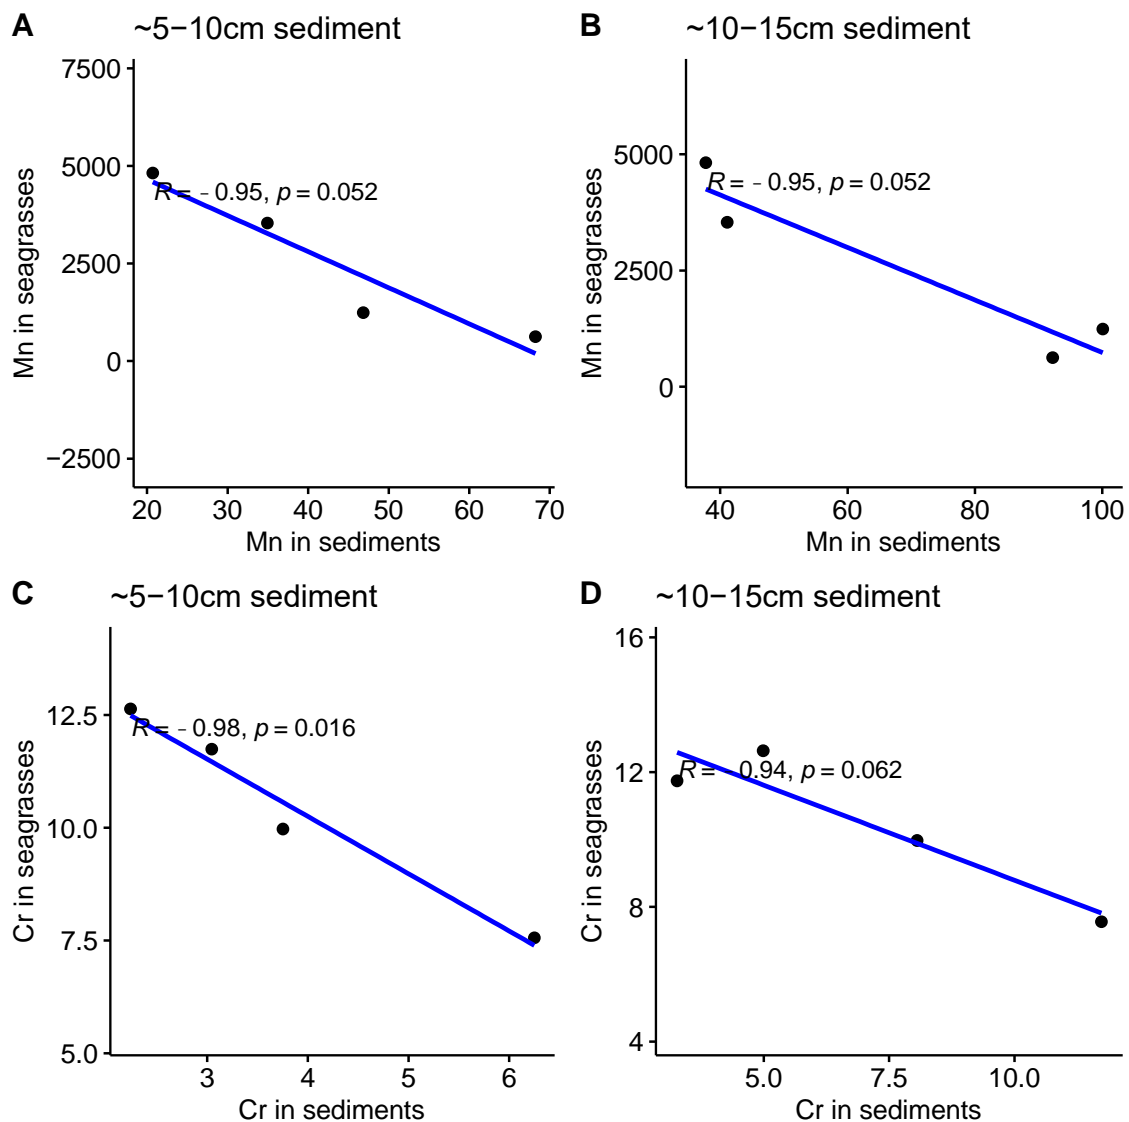 A ~5−10cm sediment
7500
5000
2500
0
−2500
Mn in seagrasses
R = - 0.95, p = 0.052
20 30 40 50 60 70
Mn in sediments
B ~10−15cm sediment
5000
2500
0
Mn in seagrasses
R = - 0.95, p = 0.052
40 60 80 100
Mn in sediments
C ~5−10cm sediment
12.5
10.0
7.5
5.0
Cr in seagrasses
R = - 0.98, p = 0.016
3 4 5 6
Cr in sediments
D ~10−15cm sediment
16
12
8
4
Cr in seagrasses
R = - 0.94, p = 0.062
5.0 7.5 10.0
Cr in sediments